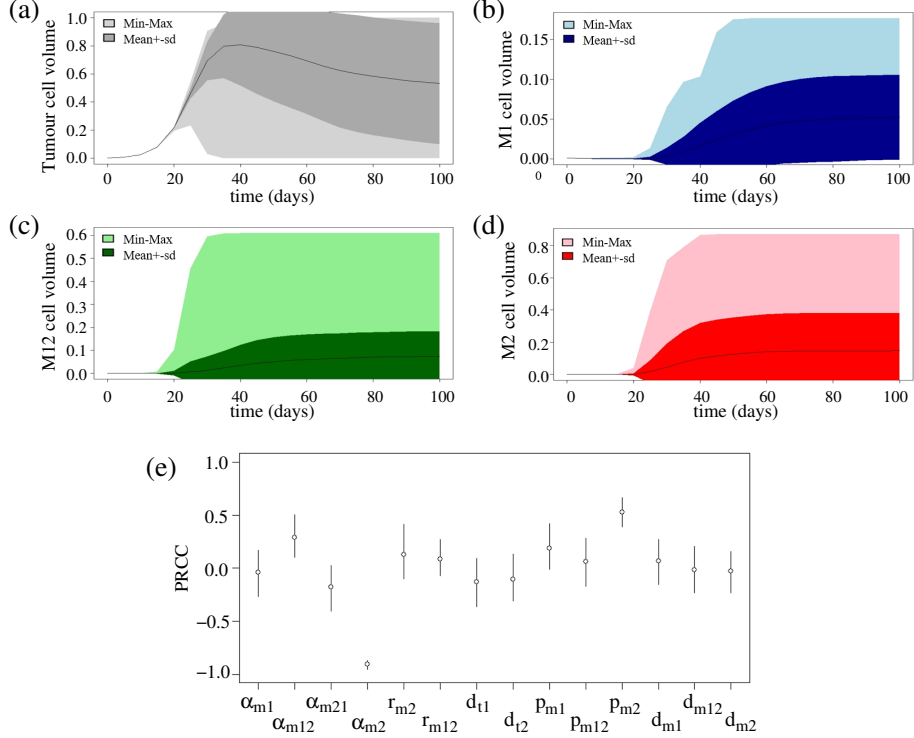 (a)
Min-Max
Mean+-sd
Tumour cell volume
1.0
0.8
0.6
0.4
0.2
0.0
0 20 40 60 80 100
time (days)
(b)
Min-Max
Mean+-sd
M1 cell volume
0.15
0.10
0.05
0.00
0
0 20 40 60 80 100
time (days)
(c)
Min-Max
Mean+-sd
M12 cell volume
0.6
0.5
0.4
0.3
0.2
0.1
0.0
0 20 40 60 80 100
time (days)
(d)
Min-Max
Mean+-sd
M2 cell volume
0.8
0.6
0.4
0.2
0.0
0 20 40 60 80 100
time (days)
(e)
PRCC
1.0
0.5
0.0
−0.5
−1.0
αm1 αm12 αm21 αm2 rm2 rm12 dt1 dt2 pm1 pm12 pm2 dm1 dm12 dm2